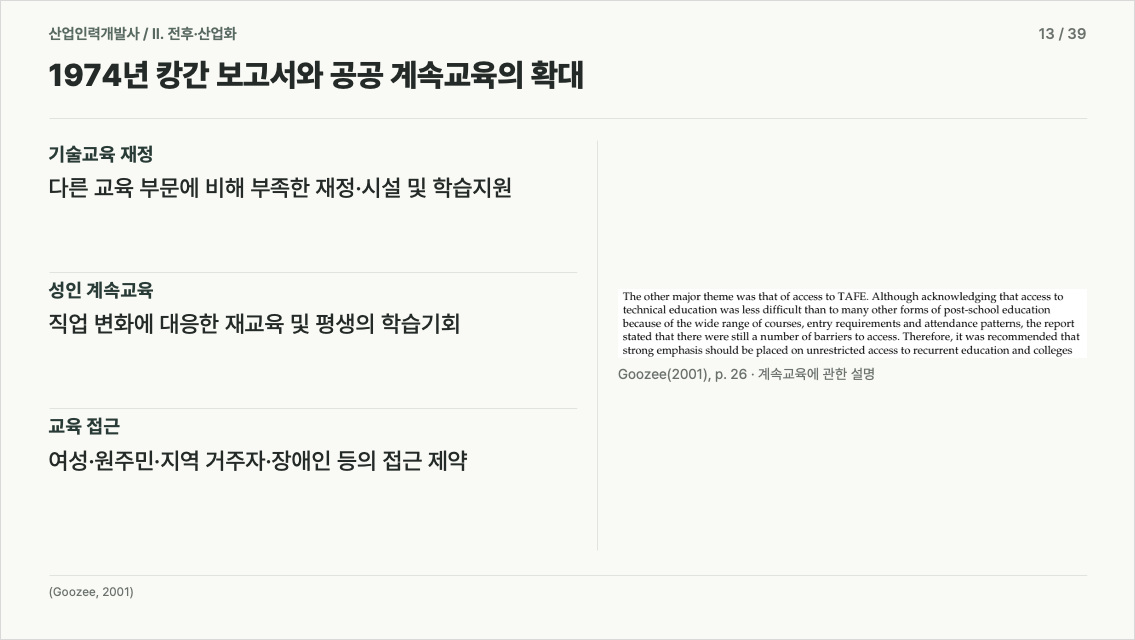 산업인력개발사 / II. 전후·산업화
13 / 39
1974년 캉간 보고서와 공공 계속교육의 확대
기술교육 재정
다른 교육 부문에 비해 부족한 재정·시설 및 학습지원
성인 계속교육
직업 변화에 대응한 재교육 및 평생의 학습기회
교육 접근
여성·원주민·지역 거주자·장애인 등의 접근 제약
The other major theme was that of access to TAFE. Although acknowledging that access to
technical education was less difficult than to many other forms of post-school education
because of the wide range of courses, entry requirements and attendance patterns, the report
stated that there were still a number of barriers to access. Therefore, it was recommended that
strong emphasis should be placed on unrestricted access to recurrent education and colleges
Goozee(2001), p. 26 · 계속교육에 관한 설명
(Goozee, 2001)